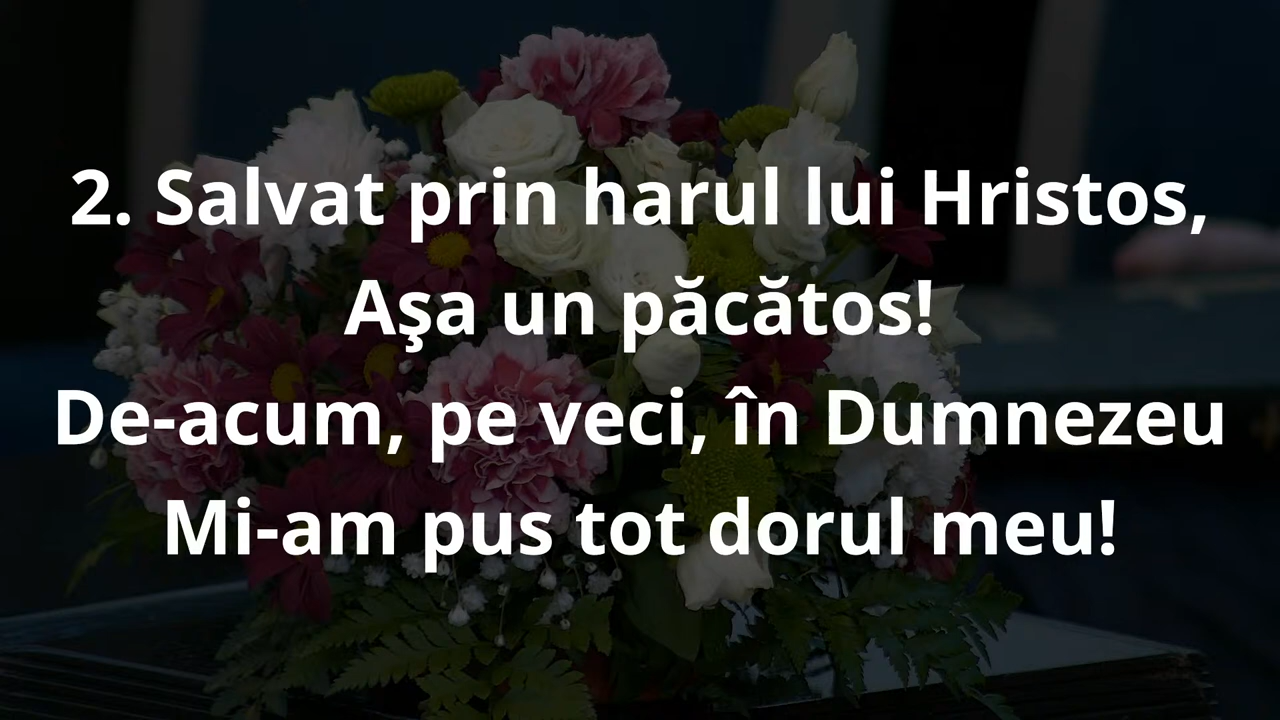 2. Salvat prin harul lui Hristos,
Aşa un păcătos!
De-acum, pe veci, în Dumnezeu
Mi-am pus tot dorul meu!